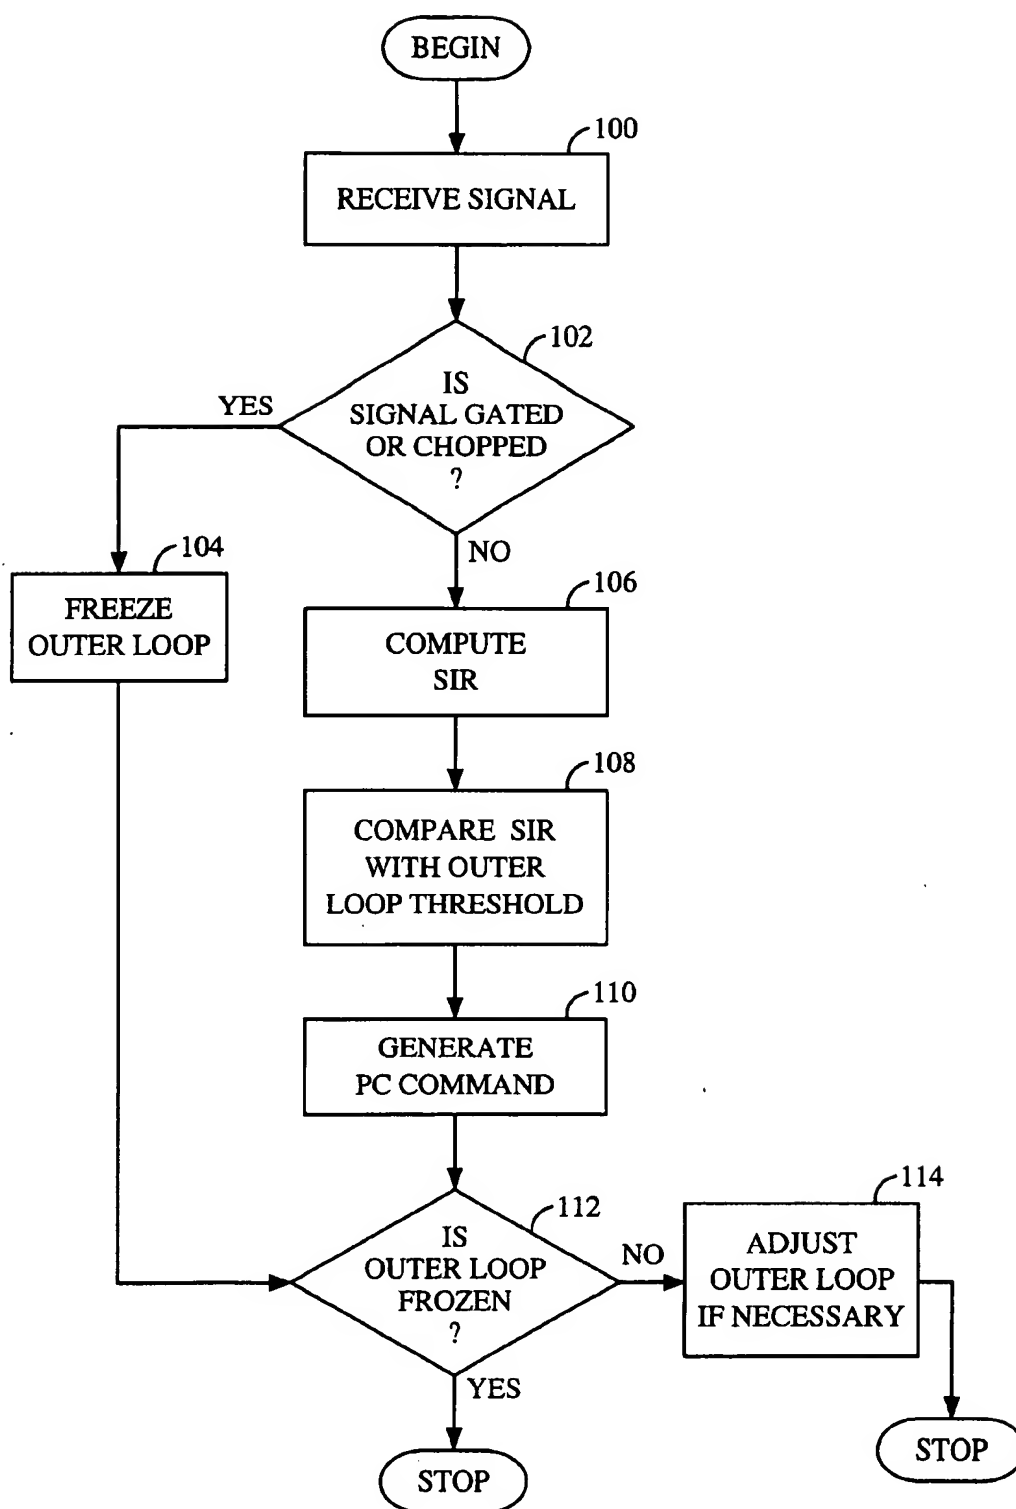 BEGIN
100
RECEIVE SIGNAL
102
IS
SIGNAL GATED
OR CHOPPED
?
YES
NO
104
FREEZE
OUTER LOOP
106
COMPUTE
SIR
108
COMPARE SIR
WITH OUTER
LOOP THRESHOLD
110
GENERATE
PC COMMAND
112
IS
OUTER LOOP
FROZEN
?
NO
YES
114
ADJUST
OUTER LOOP
IF NECESSARY
STOP
STOP